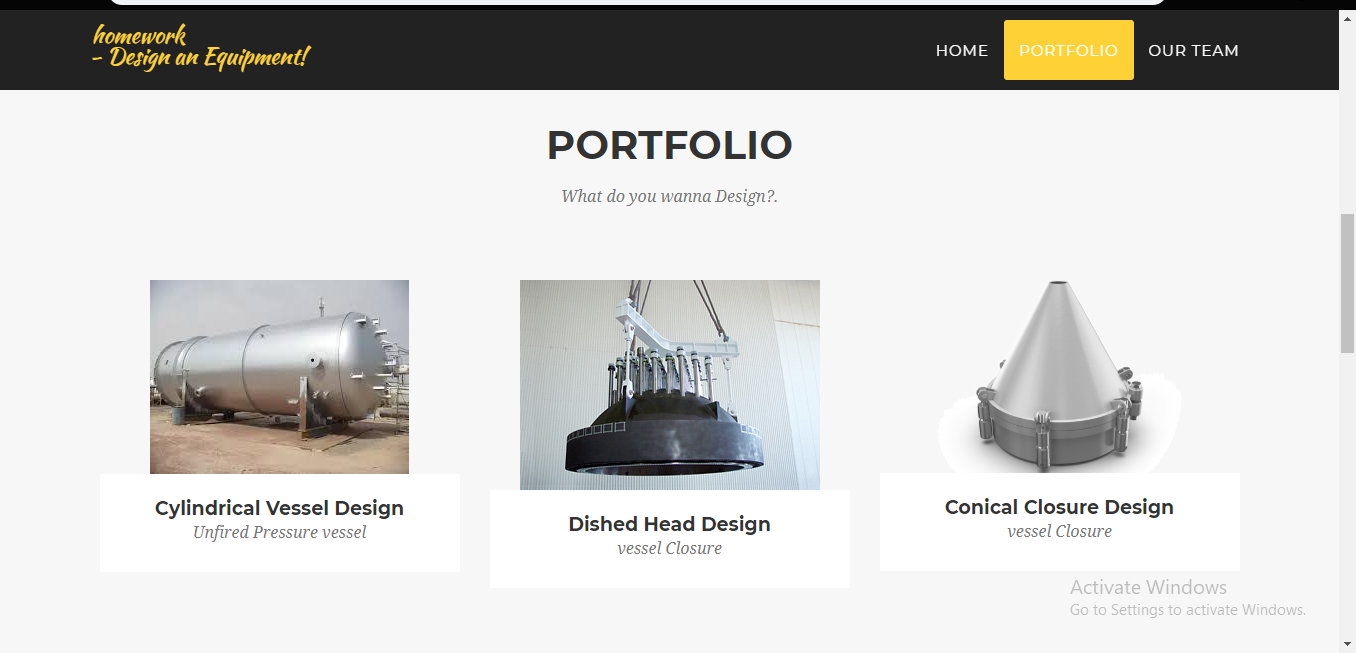 homework
- Design an Equipment!
HOME
PORTFOLIO
OUR TEAM
PORTFOLIO
What do you wanna Design?.
Cylindrical Vessel Design
Unfired Pressure vessel
Dished Head Design
vessel Closure
Conical Closure Design
vessel Closure
Activate Windows
Go to Settings to activate Windows.